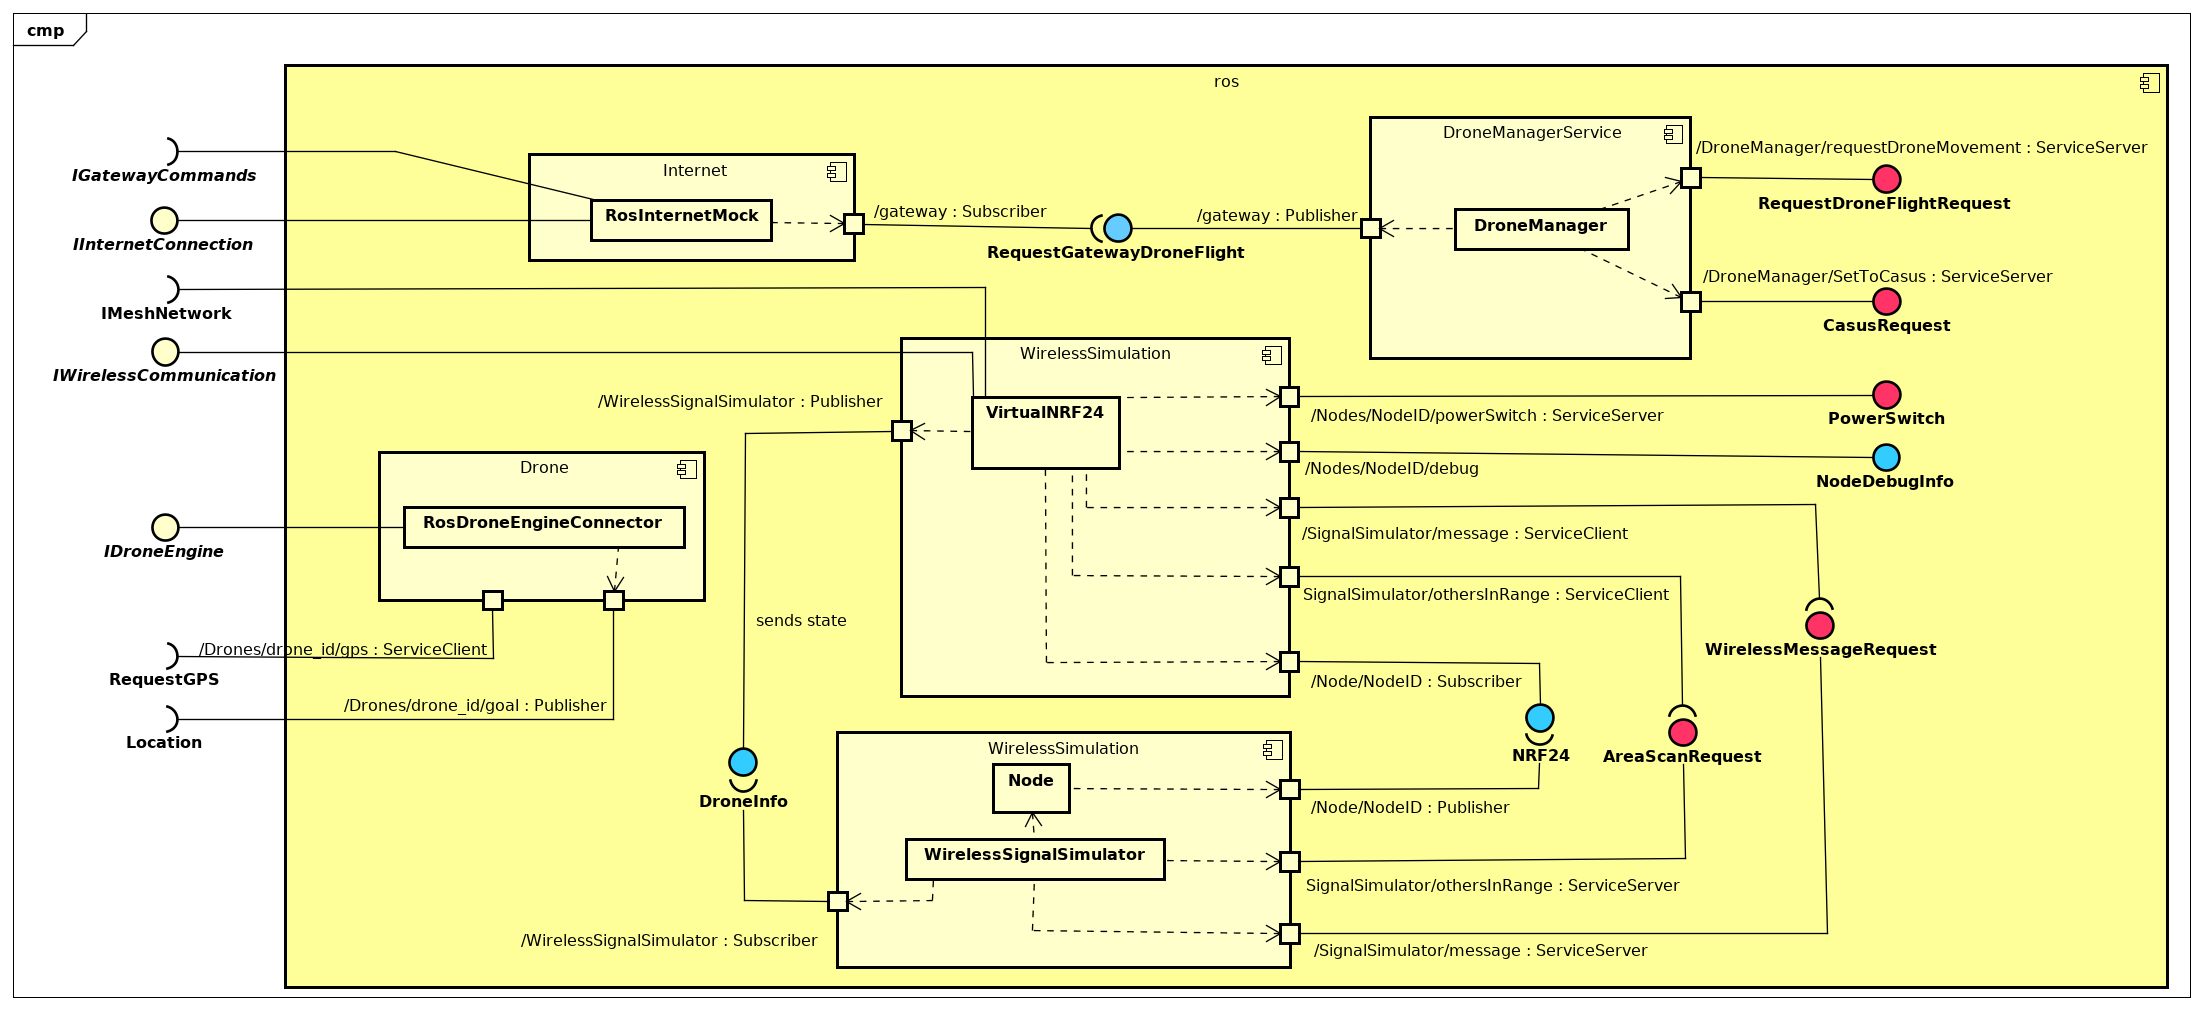 cmp
ros
IGatewayCommands
IInternetConnection
IMeshNetwork
IWirelessCommunication
IDroneEngine
RequestGPS
Location
Internet
RosInternetMock
/gateway : Subscriber
RequestGatewayDroneFlight
/gateway : Publisher
DroneManagerService
DroneManager
/DroneManager/requestDroneMovement : ServiceServer
RequestDroneFlightRequest
/DroneManager/SetToCasus : ServiceServer
CasusRequest
WirelessSimulation
VirtualNRF24
/WirelessSignalSimulator : Publisher
/Nodes/NodeID/powerSwitch : ServiceServer
PowerSwitch
/Nodes/NodeID/debug
NodeDebugInfo
/SignalSimulator/message : ServiceClient
SignalSimulator/othersInRange : ServiceClient
WirelessMessageRequest
/Node/NodeID : Subscriber
Drone
RosDroneEngineConnector
/Drones/drone_id/gps : ServiceClient
/Drones/drone_id/goal : Publisher
sends state
DroneInfo
NRF24
AreaScanRequest
WirelessSimulation
Node
/Node/NodeID : Publisher
WirelessSignalSimulator
SignalSimulator/othersInRange : ServiceServer
/WirelessSignalSimulator : Subscriber
/SignalSimulator/message : ServiceServer